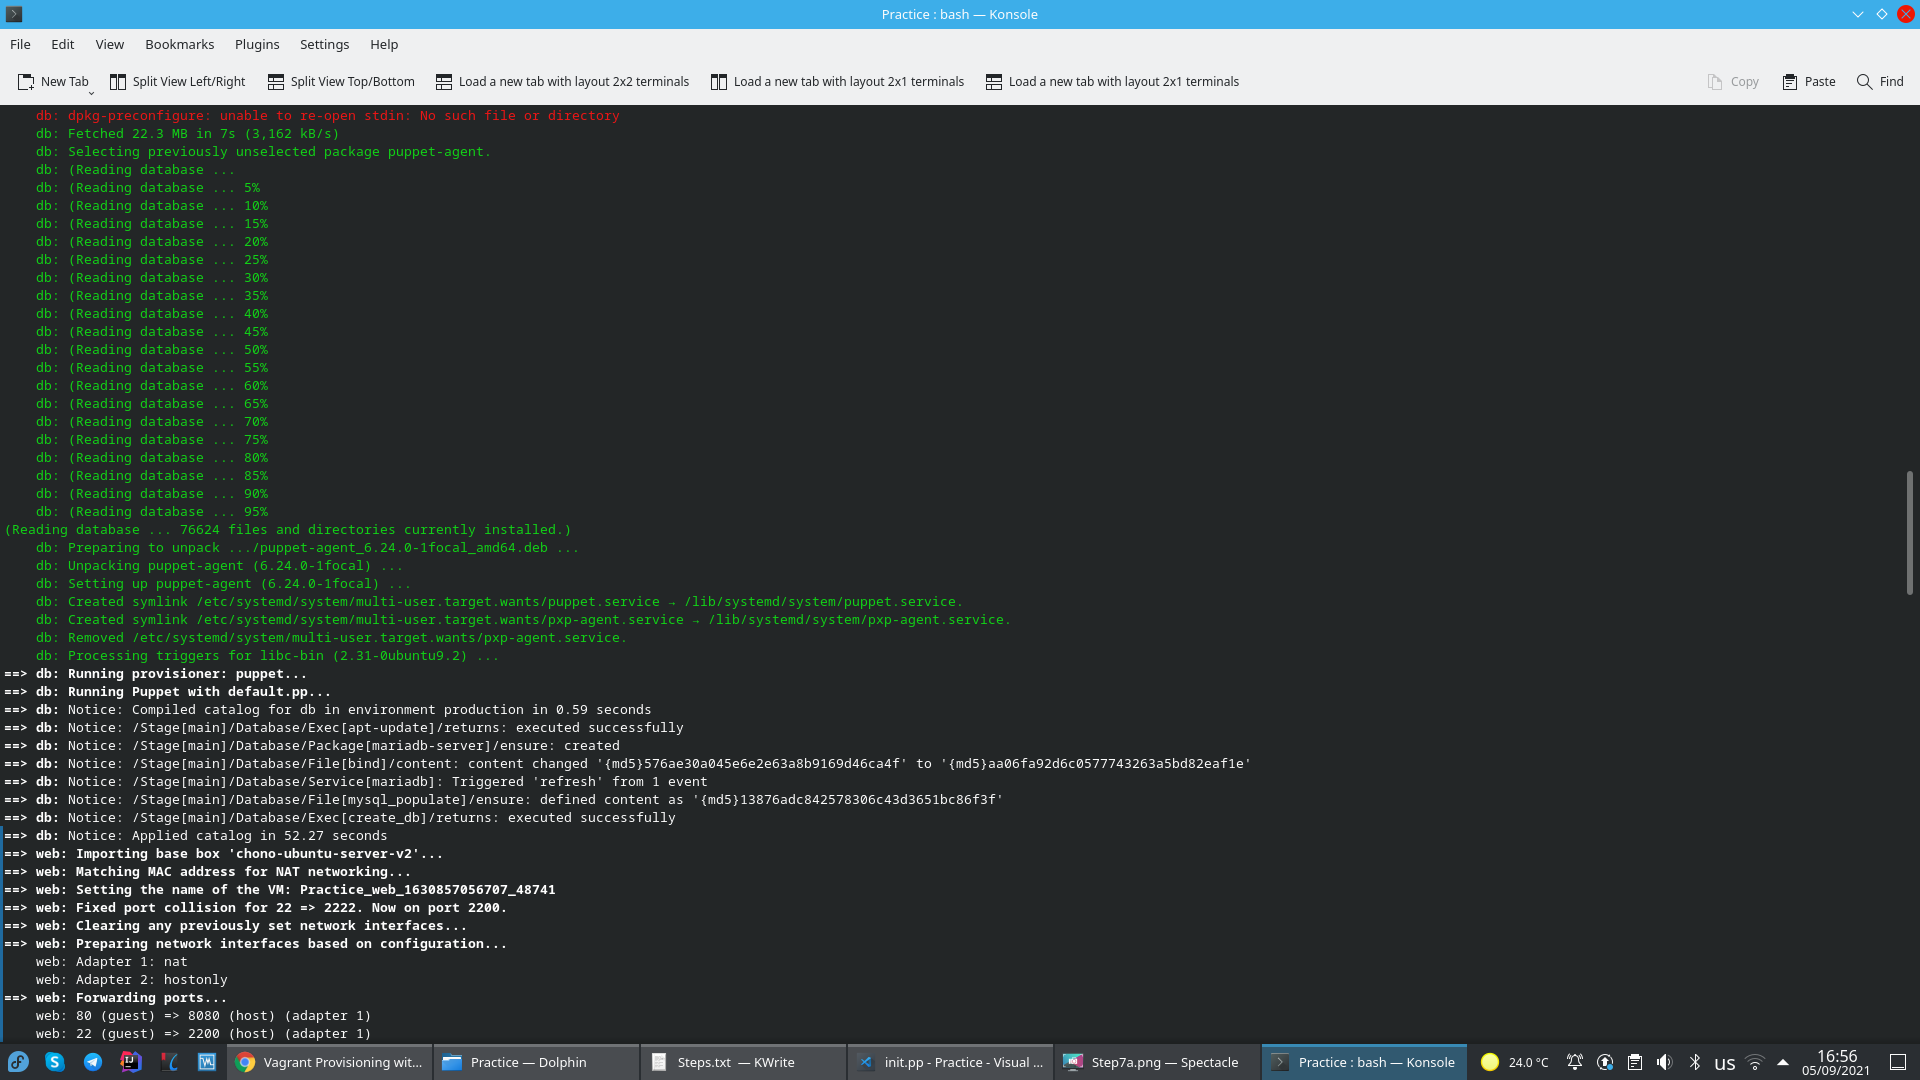 Practice : bash — Konsole
File Edit View Bookmarks Plugins Settings Help
New Tab Split View Left/Right Split View Top/Bottom Load a new tab with layout 2x2 terminals Load a new tab with layout 2x1 terminals Load a new tab with layout 2x1 terminals Copy Paste Find
db: dpkg-preconfigure: unable to re-open stdin: No such file or directory
db: Fetched 22.3 MB in 7s (3,162 kB/s)
db: Selecting previously unselected package puppet-agent.
db: (Reading database ...
db: (Reading database ... 5%
db: (Reading database ... 10%
db: (Reading database ... 15%
db: (Reading database ... 20%
db: (Reading database ... 25%
db: (Reading database ... 30%
db: (Reading database ... 35%
db: (Reading database ... 40%
db: (Reading database ... 45%
db: (Reading database ... 50%
db: (Reading database ... 55%
db: (Reading database ... 60%
db: (Reading database ... 65%
db: (Reading database ... 70%
db: (Reading database ... 75%
db: (Reading database ... 80%
db: (Reading database ... 85%
db: (Reading database ... 90%
db: (Reading database ... 95%
(Reading database ... 76624 files and directories currently installed.)
db: Preparing to unpack .../puppet-agent_6.24.0-1focal_amd64.deb ...
db: Unpacking puppet-agent (6.24.0-1focal) ...
db: Setting up puppet-agent (6.24.0-1focal) ...
db: Created symlink /etc/systemd/system/multi-user.target.wants/puppet.service → /lib/systemd/system/puppet.service.
db: Created symlink /etc/systemd/system/multi-user.target.wants/pxp-agent.service → /lib/systemd/system/pxp-agent.service.
db: Removed /etc/systemd/system/multi-user.target.wants/pxp-agent.service.
db: Processing triggers for libc-bin (2.31-0ubuntu9.2) ...
==> db: Running provisioner: puppet...
==> db: Running Puppet with default.pp...
==> db: Notice: Compiled catalog for db in environment production in 0.59 seconds
==> db: Notice: /Stage[main]/Database/Exec[apt-update]/returns: executed successfully
==> db: Notice: /Stage[main]/Database/Package[mariadb-server]/ensure: created
==> db: Notice: /Stage[main]/Database/File[bind]/content: content changed '{md5}576ae30a045e6e2e63a8b9169d46ca4f' to '{md5}aa06fa92d6c0577743263a5bd82eaf1e'
==> db: Notice: /Stage[main]/Database/Service[mariadb]: Triggered 'refresh' from 1 event
==> db: Notice: /Stage[main]/Database/File[mysql_populate]/ensure: defined content as '{md5}13876adc842578306c43d3651bc86f3f'
==> db: Notice: /Stage[main]/Database/Exec[create_db]/returns: executed successfully
==> db: Notice: Applied catalog in 52.27 seconds
==> web: Importing base box 'chono-ubuntu-server-v2'...
==> web: Matching MAC address for NAT networking...
==> web: Setting the name of the VM: Practice_web_1630857056707_48741
==> web: Fixed port collision for 22 => 2222. Now on port 2200.
==> web: Clearing any previously set network interfaces...
==> web: Preparing network interfaces based on configuration...
web: Adapter 1: nat
web: Adapter 2: hostonly
==> web: Forwarding ports...
web: 80 (guest) => 8080 (host) (adapter 1)
web: 22 (guest) => 2200 (host) (adapter 1)
Vagrant Provisioning wit... Practice — Dolphin Steps.txt — KWrite init.pp - Practice - Visual ... Step7a.png — Spectacle Practice : bash — Konsole 24.0 °C us 16:56
05/09/2021